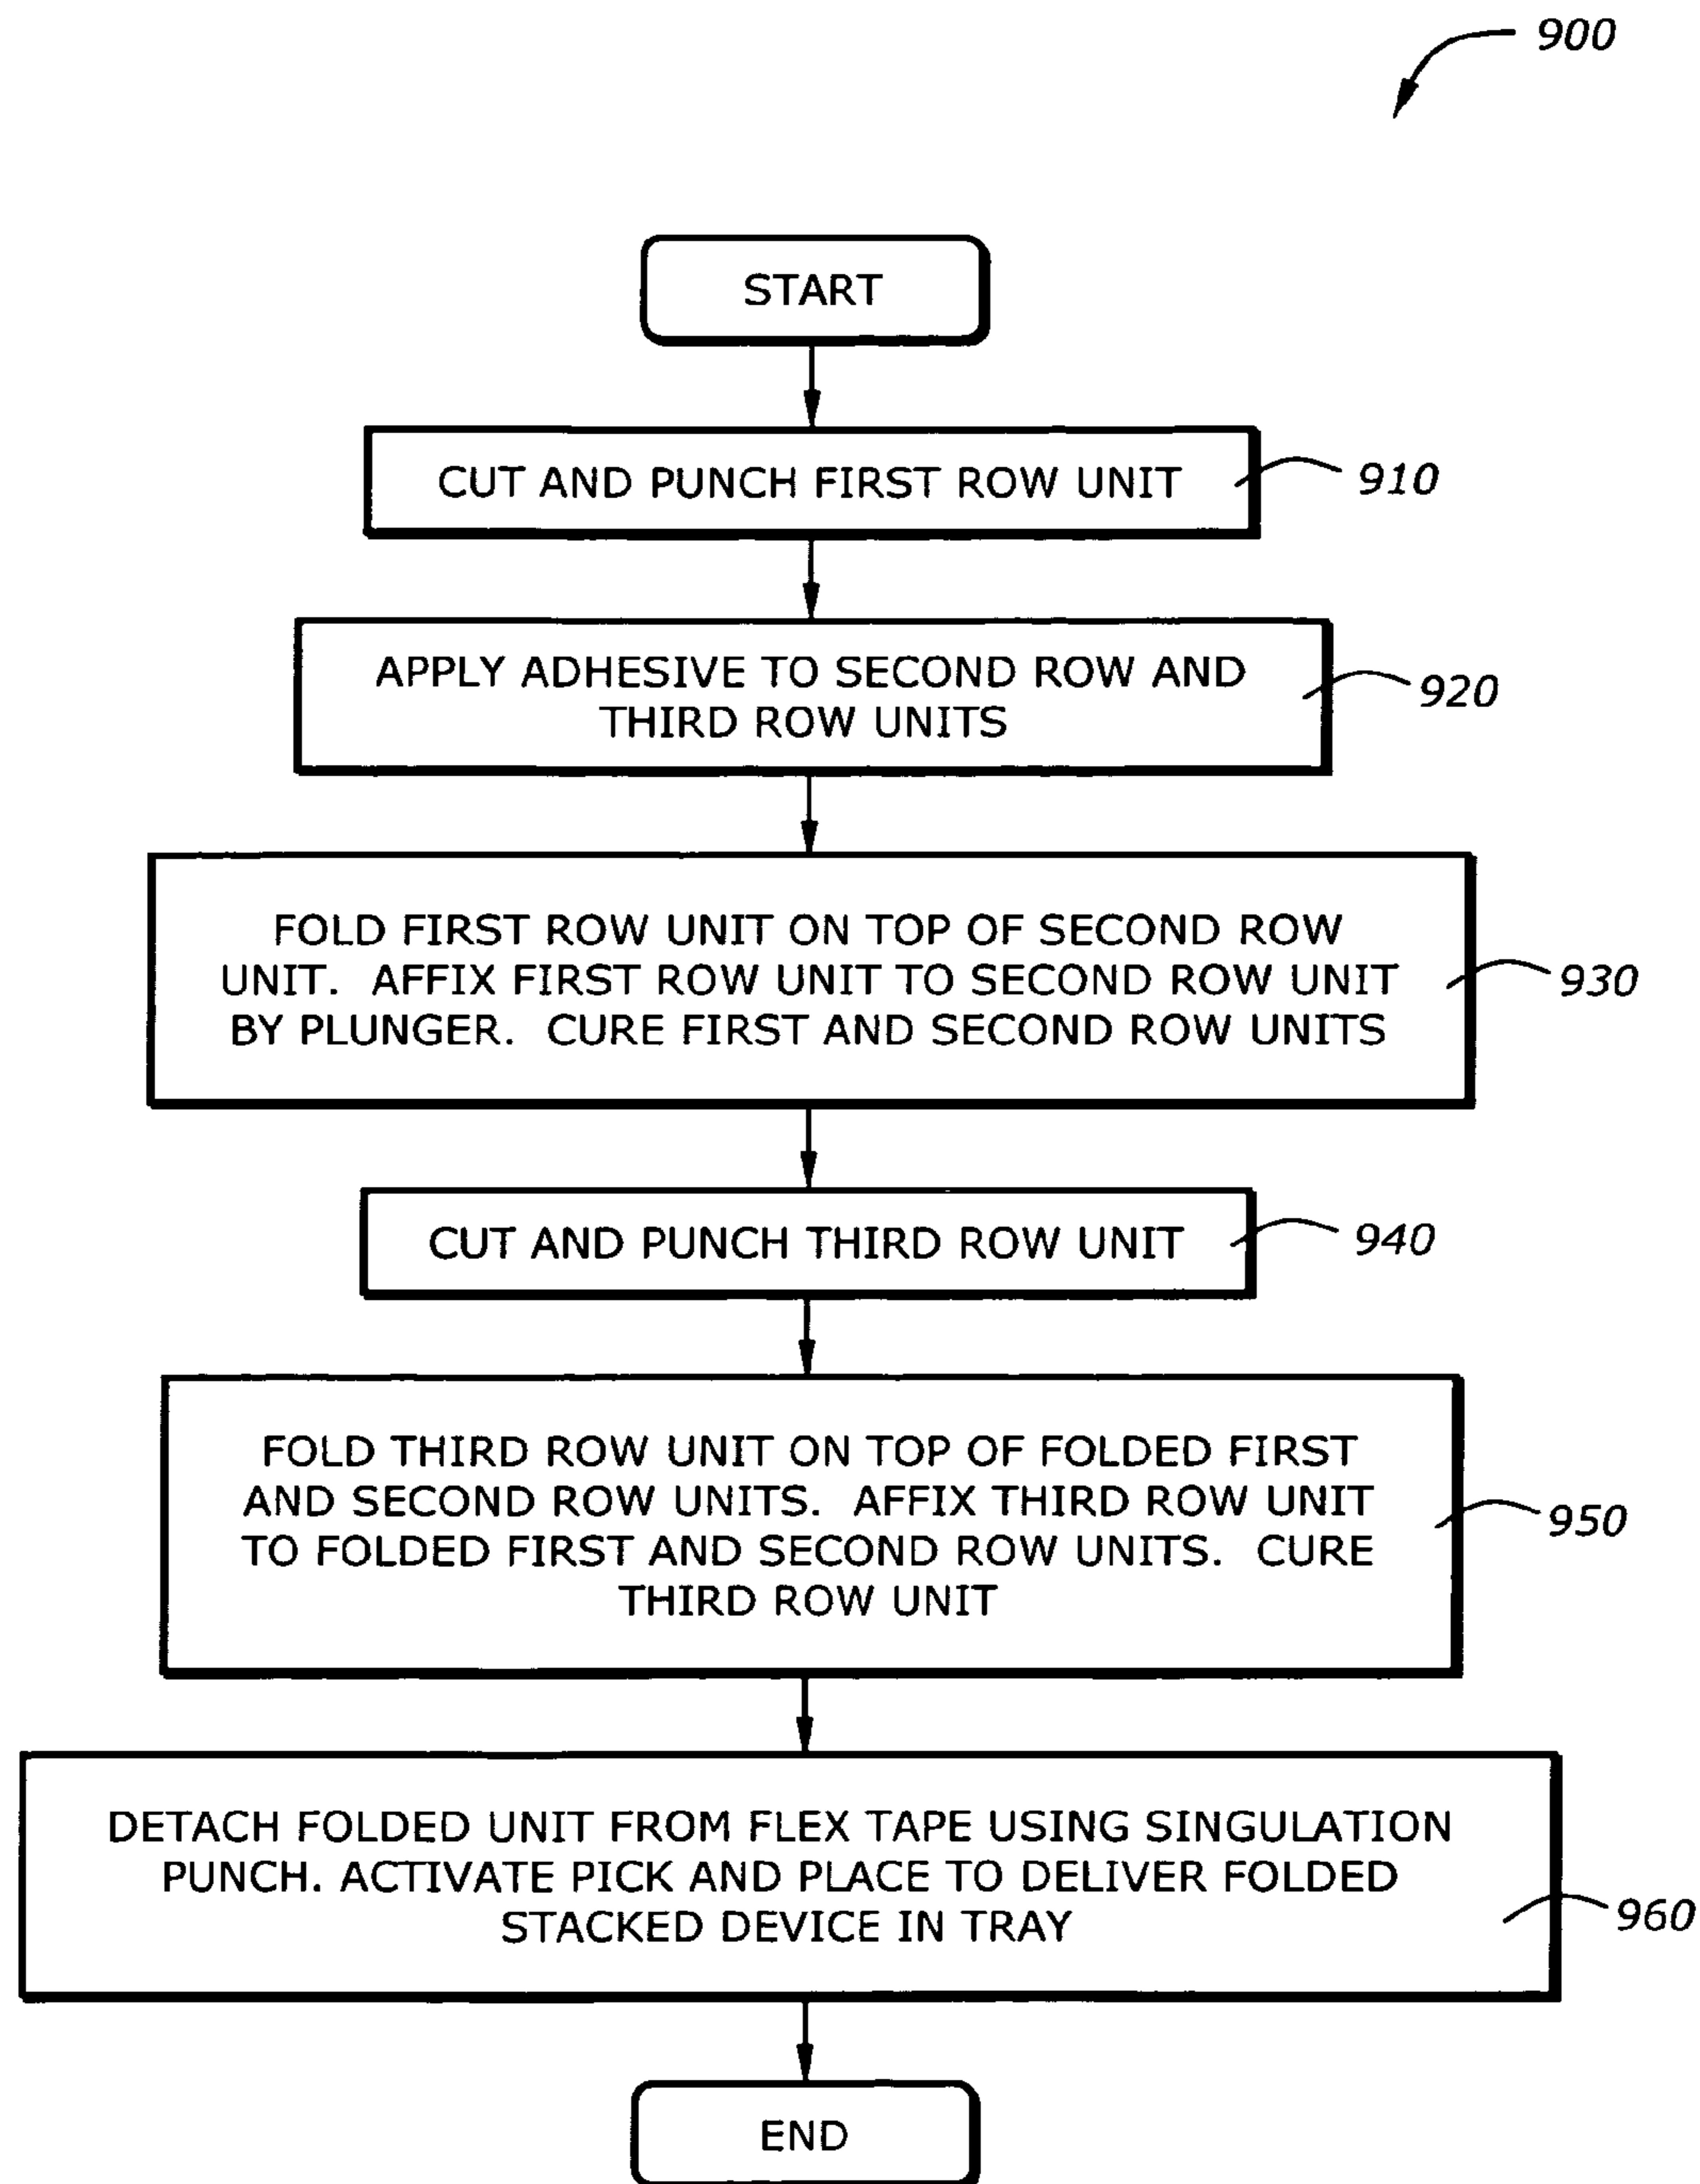 900
START
CUT AND PUNCH FIRST ROW UNIT
910
APPLY ADHESIVE TO SECOND ROW AND
THIRD ROW UNITS
920
FOLD FIRST ROW UNIT ON TOP OF SECOND ROW
UNIT. AFFIX FIRST ROW UNIT TO SECOND ROW UNIT
BY PLUNGER. CURE FIRST AND SECOND ROW UNITS
930
CUT AND PUNCH THIRD ROW UNIT
940
FOLD THIRD ROW UNIT ON TOP OF FOLDED FIRST
AND SECOND ROW UNITS. AFFIX THIRD ROW UNIT
TO FOLDED FIRST AND SECOND ROW UNITS. CURE
THIRD ROW UNIT
950
DETACH FOLDED UNIT FROM FLEX TAPE USING SINGULATION
PUNCH. ACTIVATE PICK AND PLACE TO DELIVER FOLDED
STACKED DEVICE IN TRAY
960
END